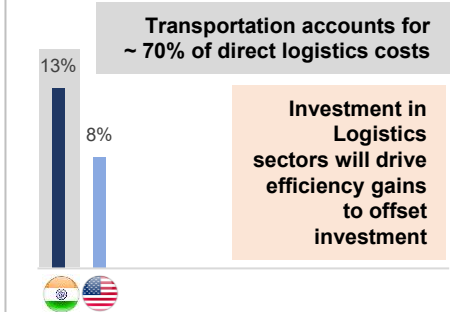 Transportation accounts for
~ 70% of direct logistics costs
13%
8%
Investment in
Logistics
sectors will drive
efficiency gains
to offset
investment